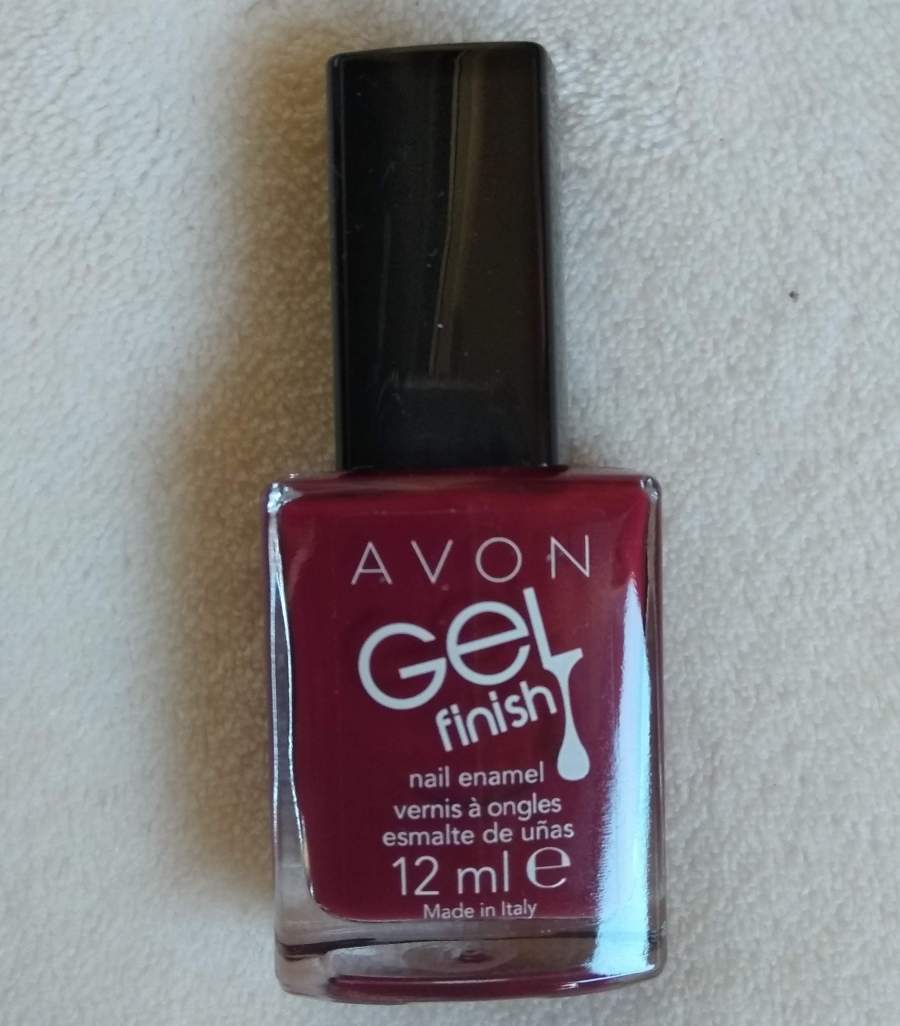 AVON
Gel
finish
nail enamel
vernis à ongles
esmalte de uñas
12 ml ℮
Made in Italy